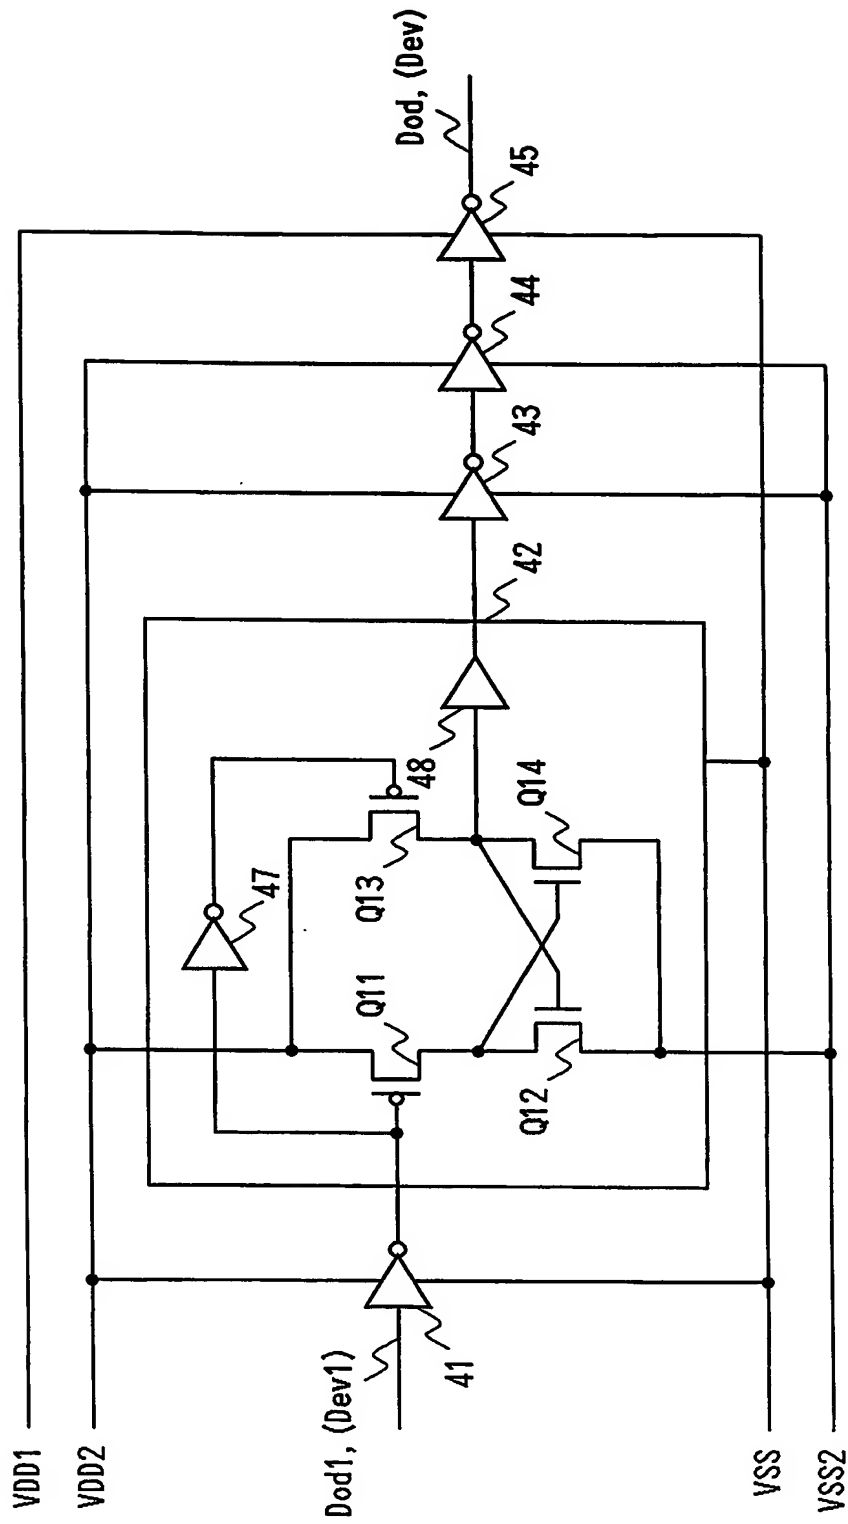 VDD1
VDD2
Dod1, (Dev1)
41
VSS
VSS2
47
Q11
Q13
Q12
Q14
48
42
43
44
45
Dod, (Dev)